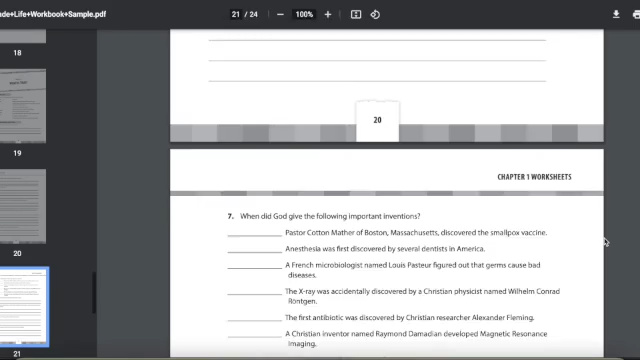 nde+Life+Workbook+Sample.pdf
21 / 24
100%
18
19
20
21
20
CHAPTER 1 WORKSHEETS
7. When did God give the following important inventions?
Pastor Cotton Mather of Boston, Massachusetts, discovered the smallpox vaccine.
Anesthesia was first discovered by several dentists in America.
A French microbiologist named Louis Pasteur figured out that germs cause bad
diseases.
The X-ray was accidentally discovered by a Christian physicist named Wilhelm Conrad
Röntgen.
The first antibiotic was discovered by Christian researcher Alexander Fleming.
A Christian inventor named Raymond Damadian developed Magnetic Resonance
Imaging.